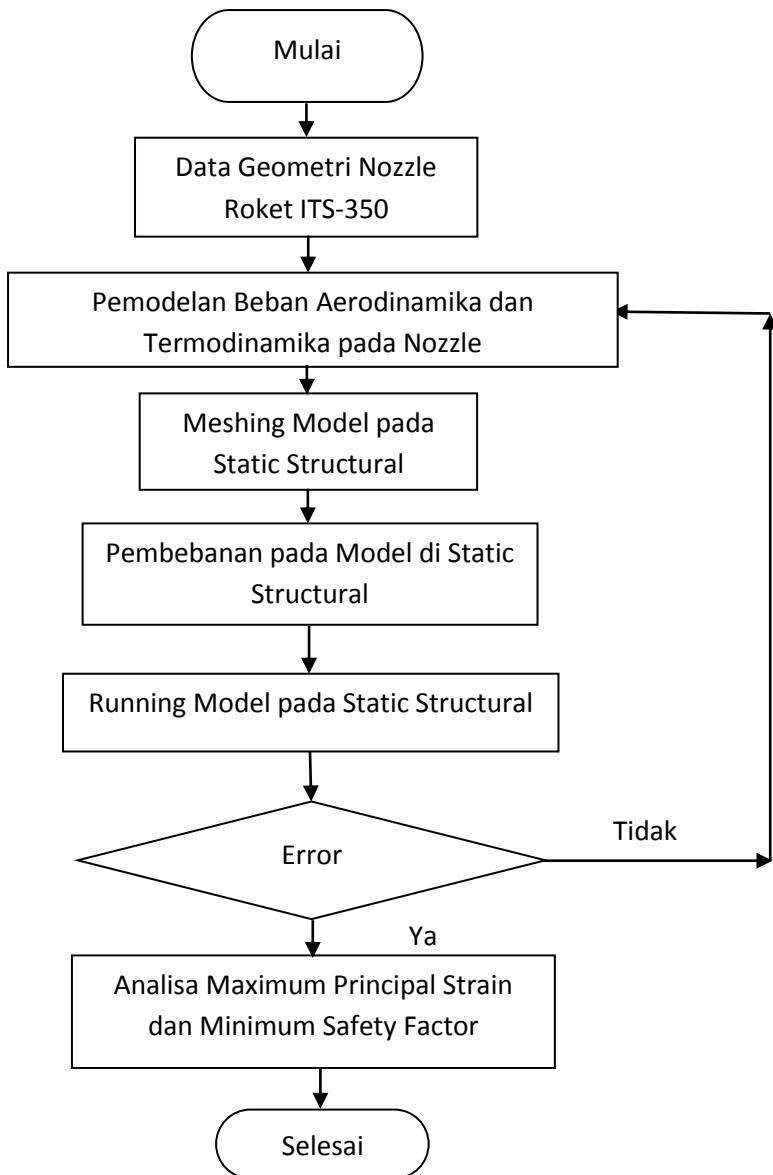 Mulai
Data Geometri Nozzle
Roket ITS-350
Pemodelan Beban Aerodinamika dan
Termodinamika pada Nozzle
Meshing Model pada
Static Structural
Pembebanan pada Model di Static
Structural
Running Model pada Static Structural
Error
Tidak
Ya
Analisa Maximum Principal Strain
dan Minimum Safety Factor
Selesai